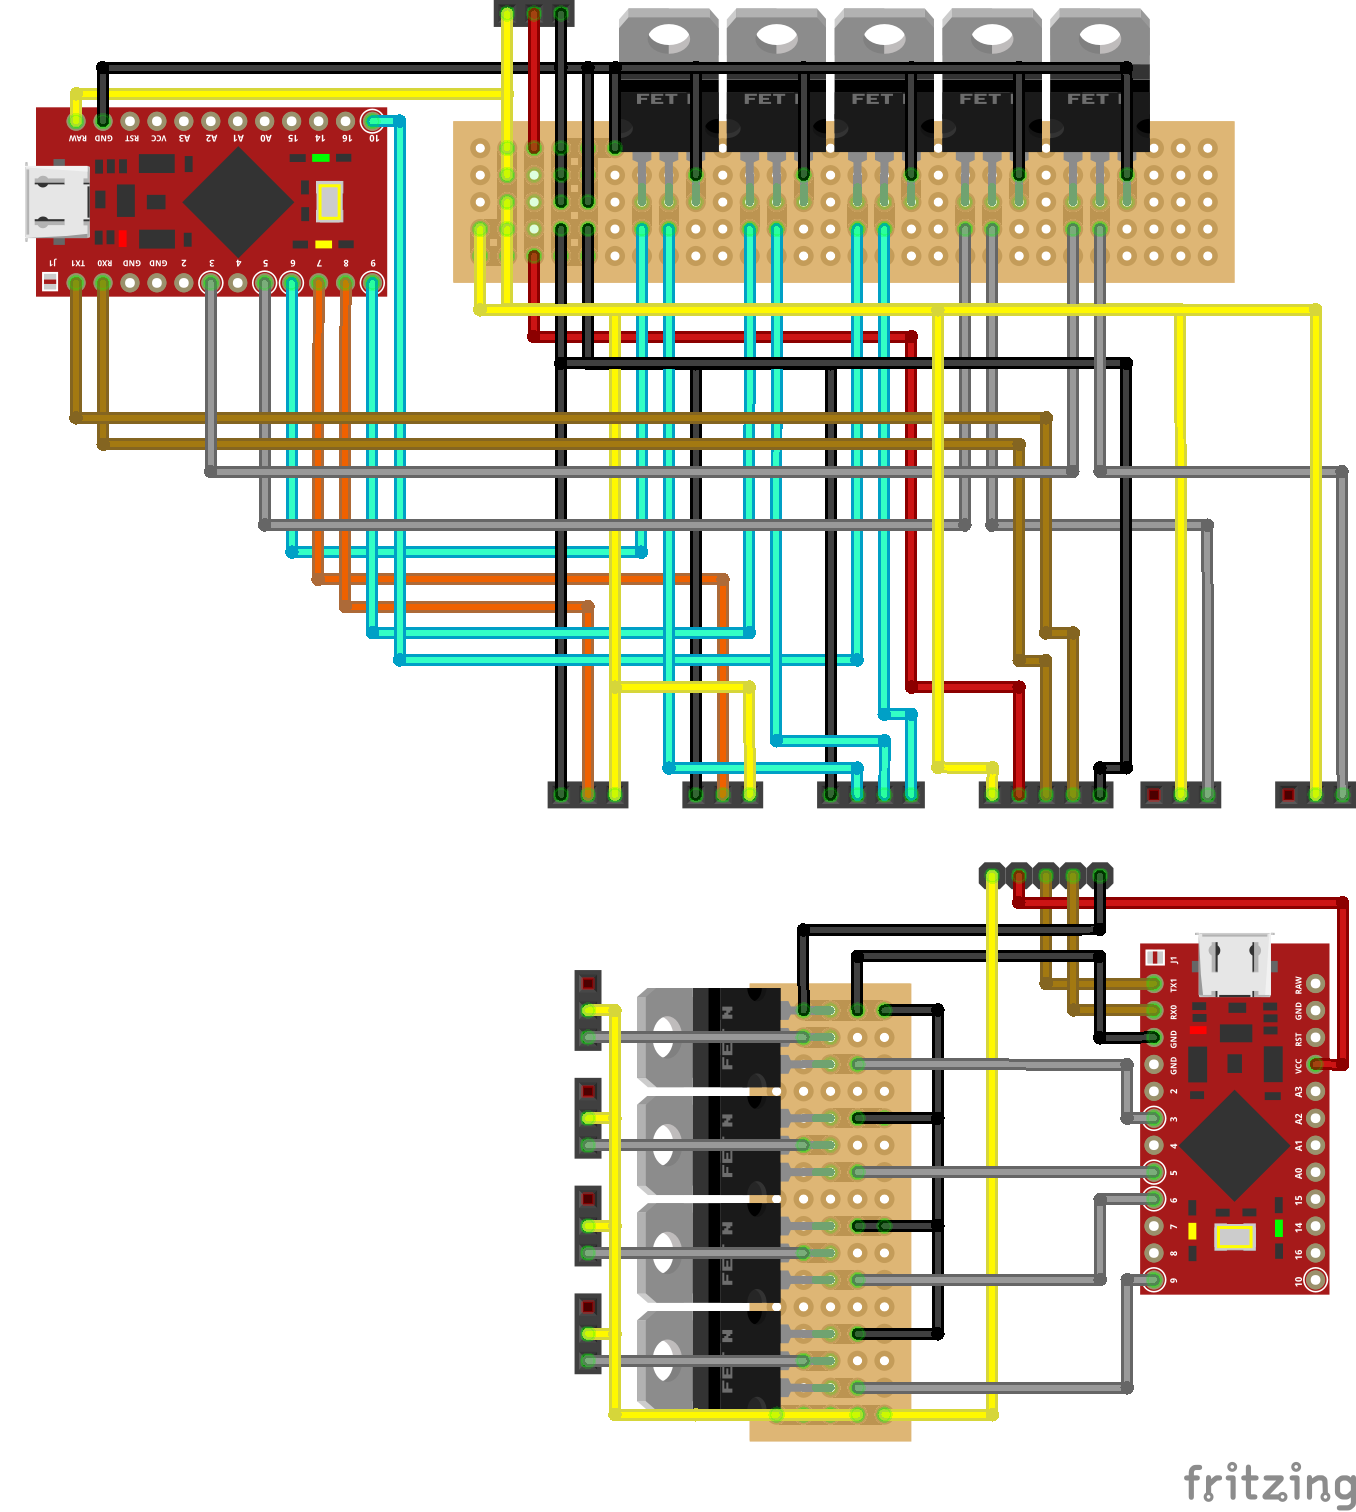 FET
FET
FET
FET
FET
RAW GND RST VCC A3 A2 A1 A0 15 14 16 10
J1 TX1 RX0 GND GND 2 3 4 5 6 7 8 9
J1
TX1 RX0 GND GND 2 3 4 5 6 7 8 9
RAW GND RST VCC A3 A2 A1 A0 15 14 16 10
FET N
FET N
FET N
FET N
fritzing